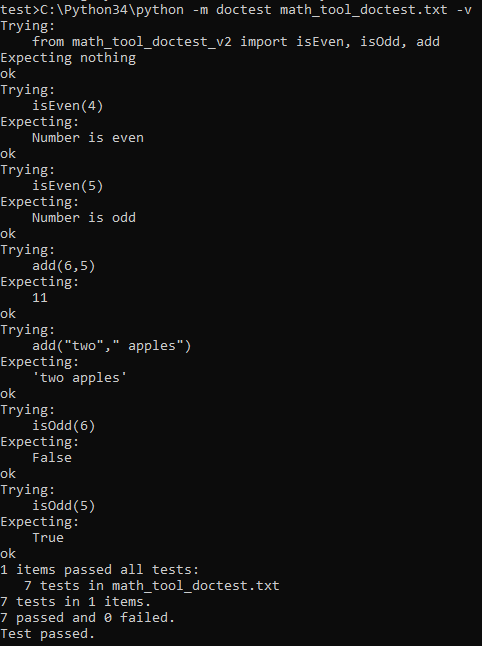 test>C:\Python34\python -m doctest math_tool_doctest.txt -v
Trying:
    from math_tool_doctest_v2 import isEven, isOdd, add
Expecting nothing
ok
Trying:
    isEven(4)
Expecting:
    Number is even
ok
Trying:
    isEven(5)
Expecting:
    Number is odd
ok
Trying:
    add(6,5)
Expecting:
    11
ok
Trying:
    add("two"," apples")
Expecting:
    'two apples'
ok
Trying:
    isOdd(6)
Expecting:
    False
ok
Trying:
    isOdd(5)
Expecting:
    True
ok
1 items passed all tests:
   7 tests in math_tool_doctest.txt
7 tests in 1 items.
7 passed and 0 failed.
Test passed.